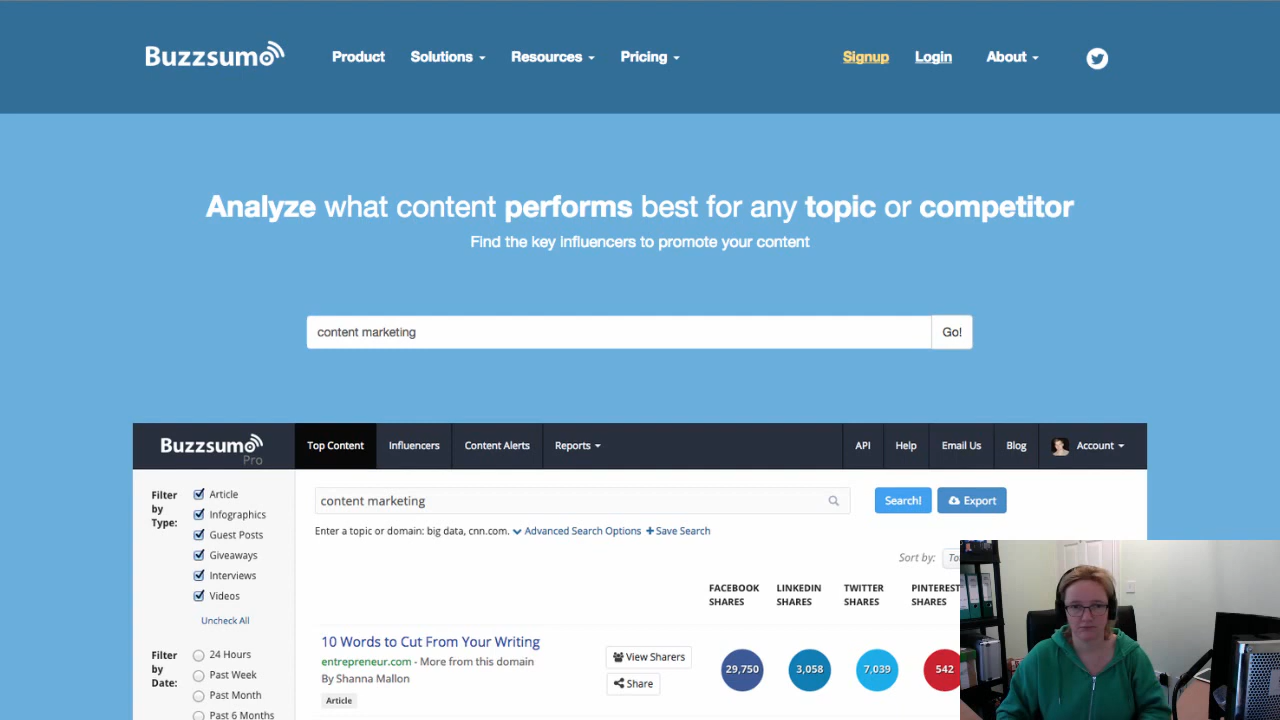 Buzzsumo Product Solutions Resources Pricing Signup Login About
Analyze what content performs best for any topic or competitor
Find the key influencers to promote your content
content marketing Go!
Buzzsumo Pro Top Content Influencers Content Alerts Reports API Help Email Us Blog Account
Filter by Type:
Article
Infographics
Guest Posts
Giveaways
Interviews
Videos
Uncheck All
Filter by Date:
24 Hours
Past Week
Past Month
Past 6 Months
content marketing Search! Export
Enter a topic or domain: big data, cnn.com. Advanced Search Options +Save Search
Sort by: To
FACEBOOK SHARES
LINKEDIN SHARES
TWITTER SHARES
PINTEREST SHARES
10 Words to Cut From Your Writing
entrepreneur.com - More from this domain
By Shanna Mallon
Article
View Sharers
Share
29,750 3,058 7,039 542